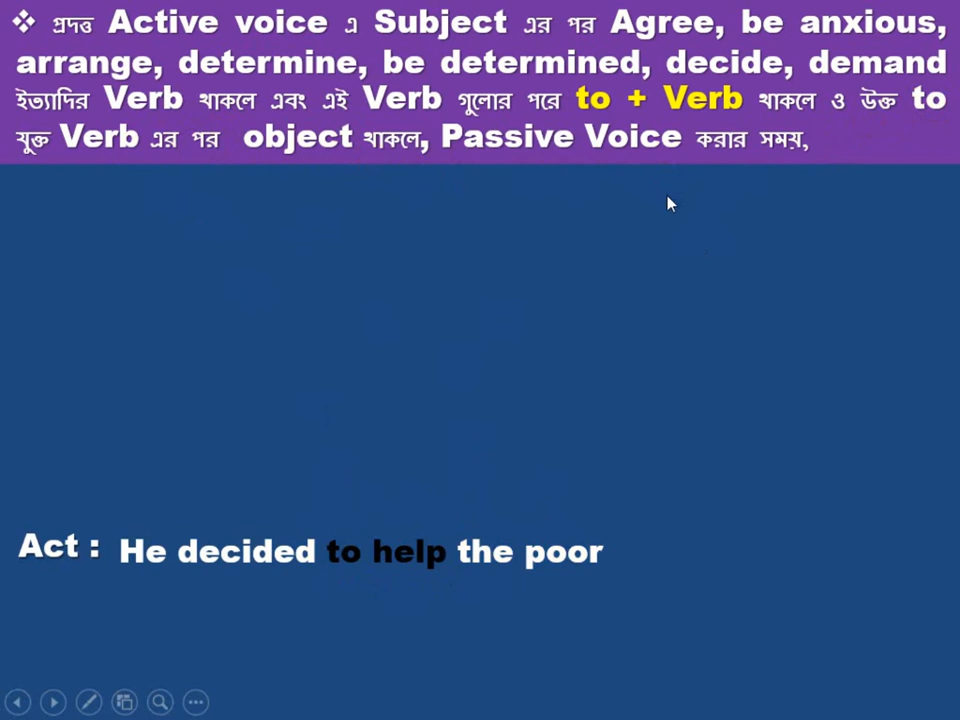 ❖ প্রদত্ত Active voice এ Subject এর পর Agree, be anxious,
arrange, determine, be determined, decide, demand
ইত্যাদির Verb থাকলে এবং এই Verb গুলোর পরে to + Verb থাকলে ও উক্ত to
যুক্ত Verb এর পর object থাকলে, Passive Voice করার সময়,
Act : He decided to help the poor